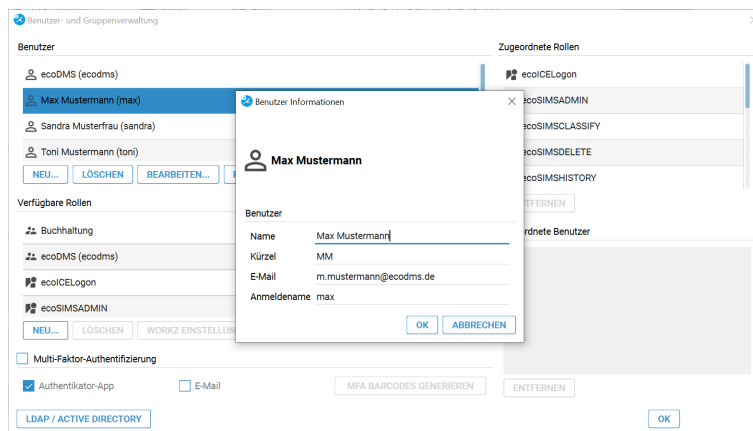 Benutzer- und Gruppenverwaltung
Benutzer
ecoDMS (ecodms)
Max Mustermann (max)
Sandra Musterfrau (sandra)
Toni Mustermann (toni)
NEU...
LÖSCHEN
BEARBEITEN...
Verfügbare Rollen
Buchhaltung
ecoDMS (ecodms)
ecoICELogon
ecoSIMSADMIN
NEU...
LÖSCHEN
WORKZ EINSTELLUN
Multi-Faktor-Authentifizierung
Authentikator-App
E-Mail
MFA BARCODES GENERIEREN
LDAP / ACTIVE DIRECTORY
Benutzer Informationen
Max Mustermann
Benutzer
Name Max Mustermann
Kürzel MM
E-Mail m.mustermann@ecodms.de
Anmeldename max
OK
ABBRECHEN
Zugeordnete Rollen
ecoICELogon
ecoSIMSADMIN
ecoSIMSCLASSIFY
ecoSIMSDELETE
ecoSIMSHISTORY
TFERNEN
rdnete Benutzer
ENTFERNEN
OK